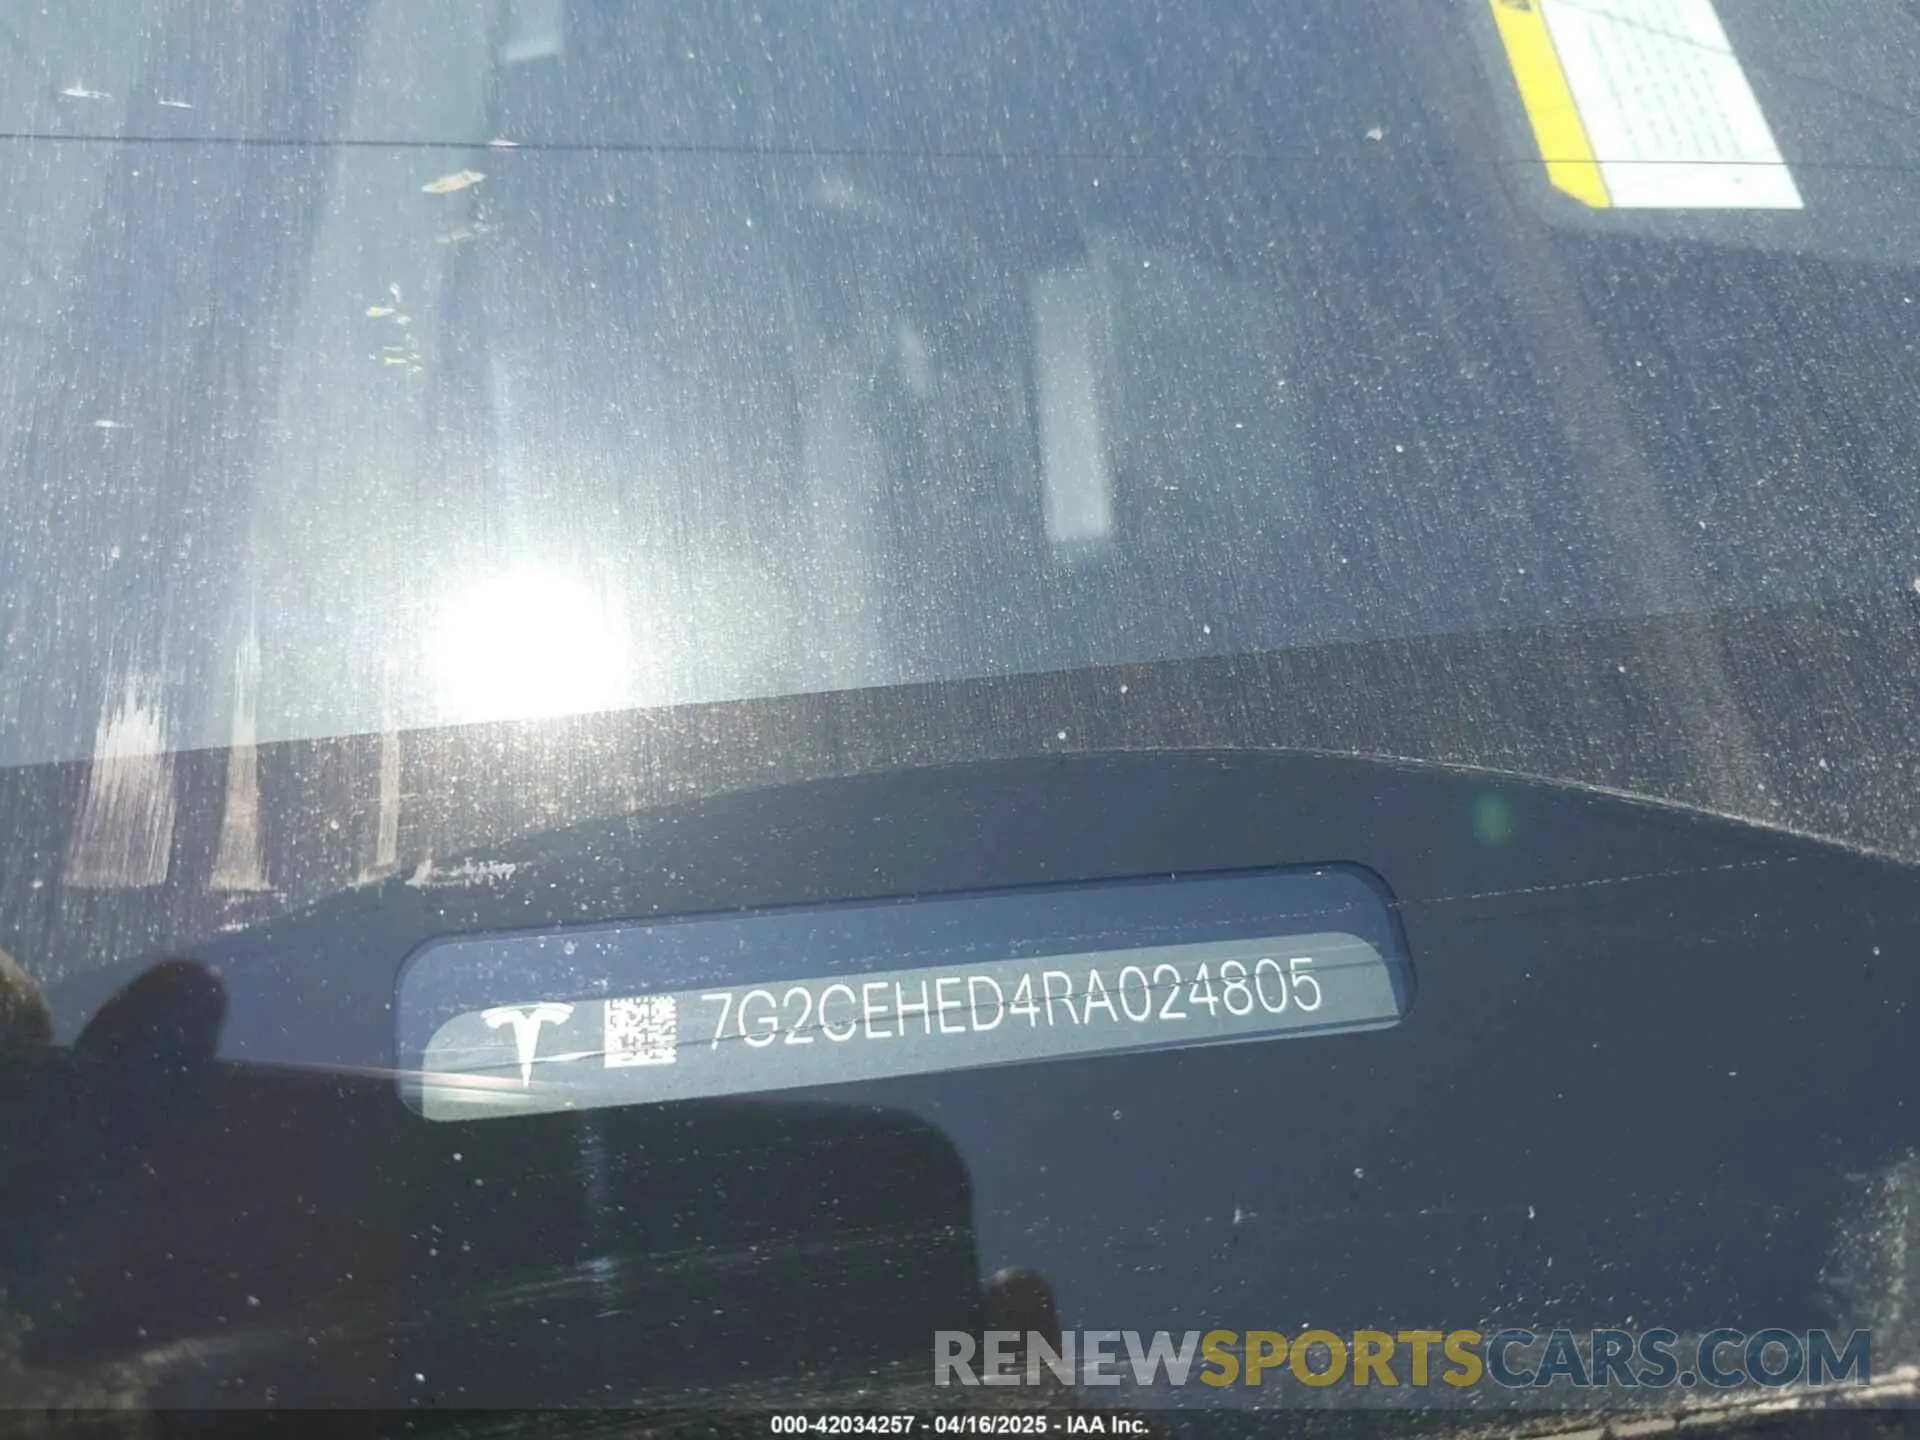 7G2CEHED4RA024805
RENEWSPORTSCARS.COM
000-42034257 - 04/16/2025 - IAA Inc.